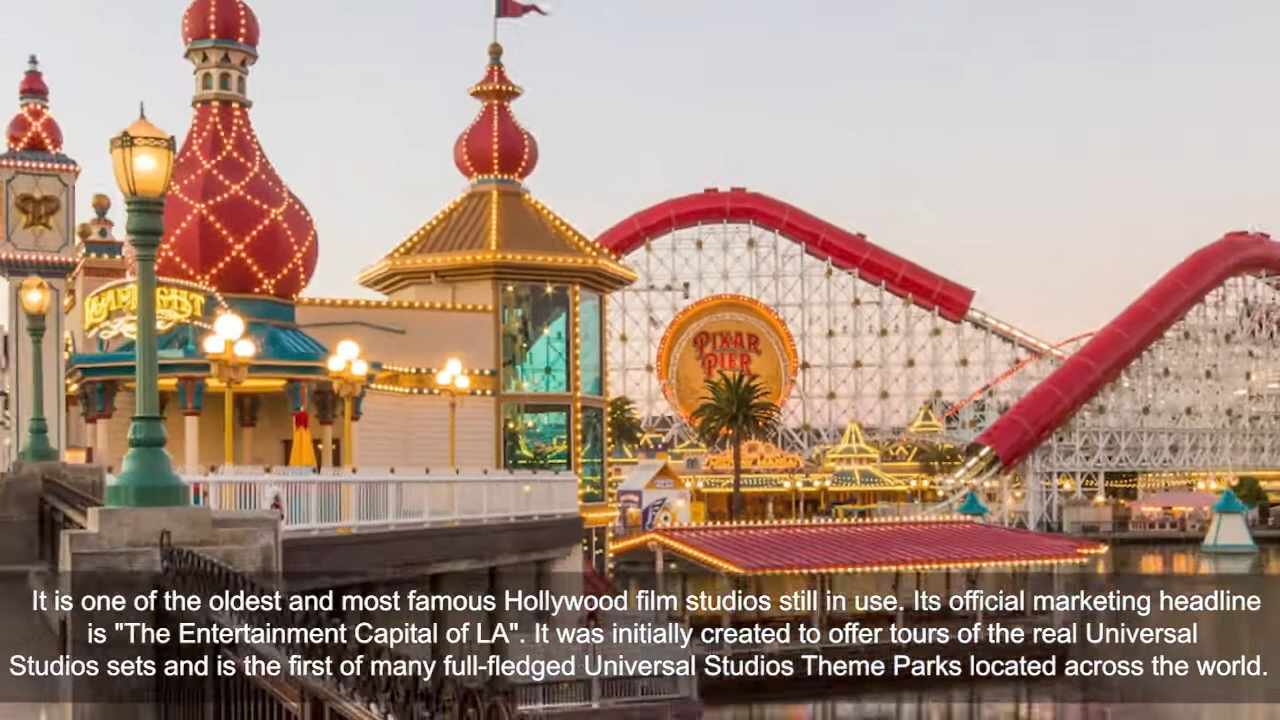 LAMPLIGHT
PIXAR
PIER
It is one of the oldest and most famous Hollywood film studios still in use. Its official marketing headline
is "The Entertainment Capital of LA". It was initially created to offer tours of the real Universal
Studios sets and is the first of many full-fledged Universal Studios Theme Parks located across the world.